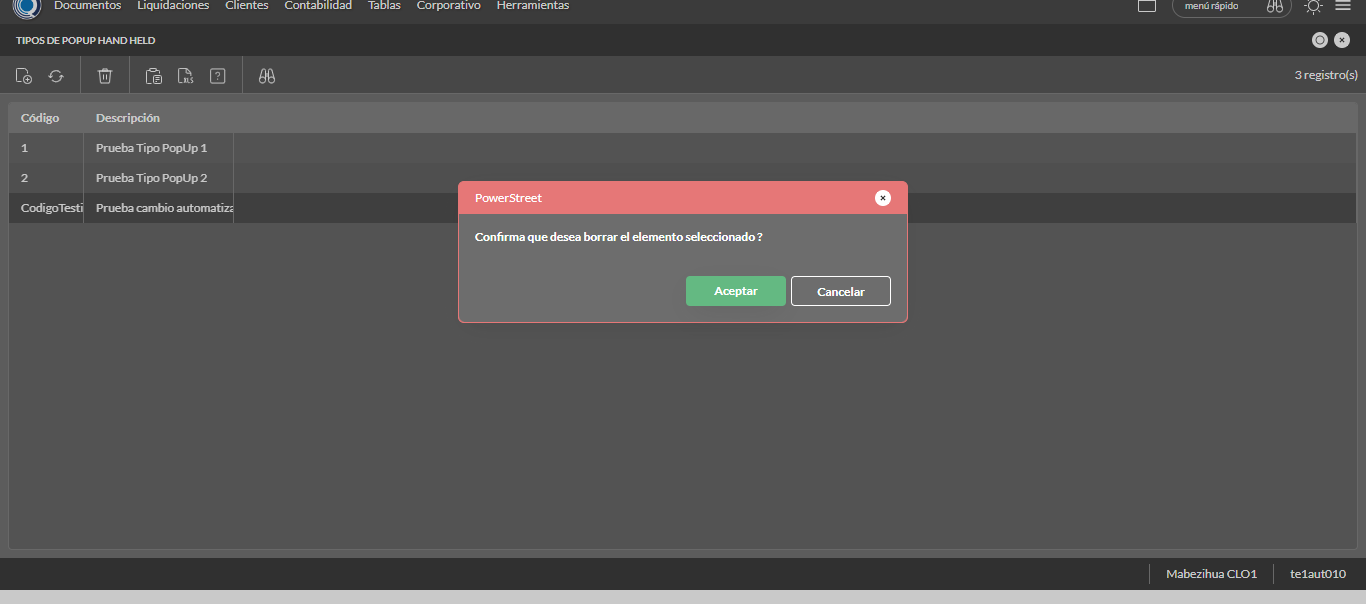 Documentos Liquidaciones Clientes Contabilidad Tablas Corporativo Herramientas menú rápido
TIPOS DE POPUP HAND HELD
XLS ? 3 registro(s)
Código Descripción
1 Prueba Tipo PopUp 1
2 Prueba Tipo PopUp 2
CodigoTesti Prueba cambio automatiza
PowerStreet
Confirma que desea borrar el elemento seleccionado ?
Aceptar Cancelar
Mabezihua CLO1 te1aut010